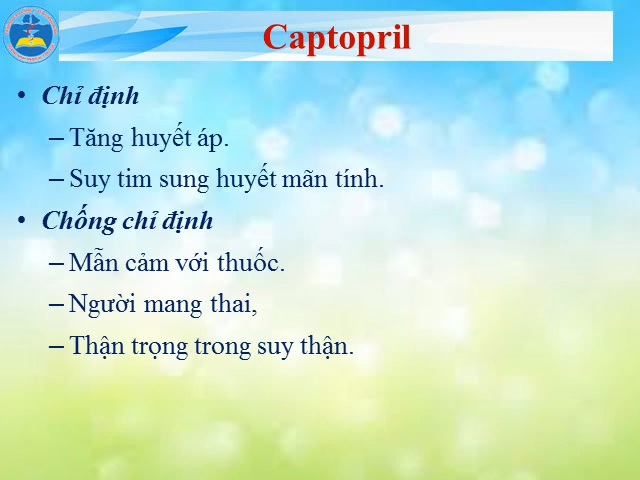 Captopril
• Chỉ định
– Tăng huyết áp.
– Suy tim sung huyết mãn tính.
• Chống chỉ định
– Mẫn cảm với thuốc.
– Người mang thai,
– Thận trọng trong suy thận.